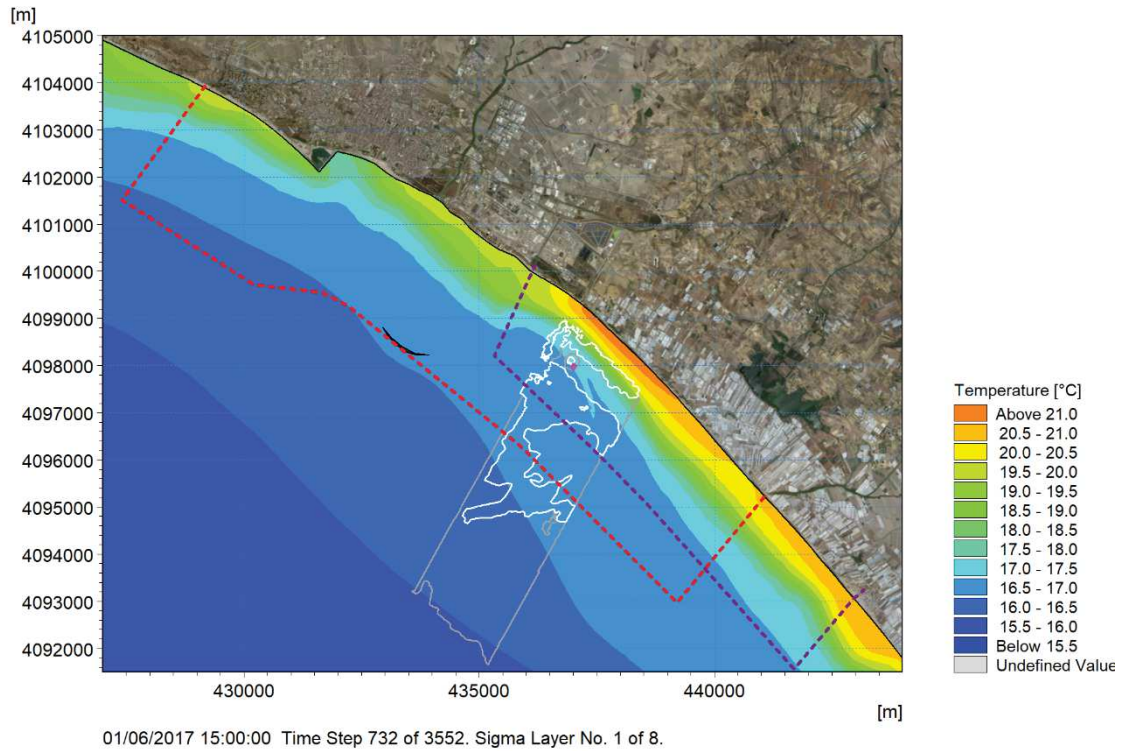 [m]
4105000
4104000
4103000
4102000
4101000
4100000
4099000
4098000
4097000
4096000
4095000
4094000
4093000
4092000
430000 435000 440000
[m]
Temperature [°C]
Above 21.0
20.5 - 21.0
20.0 - 20.5
19.5 - 20.0
19.0 - 19.5
18.5 - 19.0
18.0 - 18.5
17.5 - 18.0
17.0 - 17.5
16.5 - 17.0
16.0 - 16.5
15.5 - 16.0
Below 15.5
Undefined Value
01/06/2017 15:00:00 Time Step 732 of 3552. Sigma Layer No. 1 of 8.